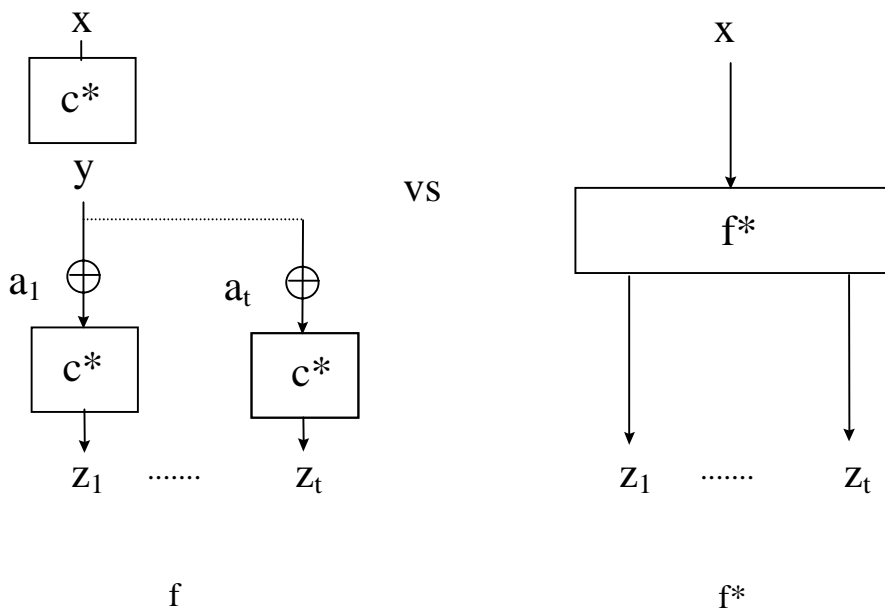 x
c*
y
a₁
aₜ
c*
c*
z₁ ....... zₜ
f
vs
x
f*
z₁ ....... zₜ
f*